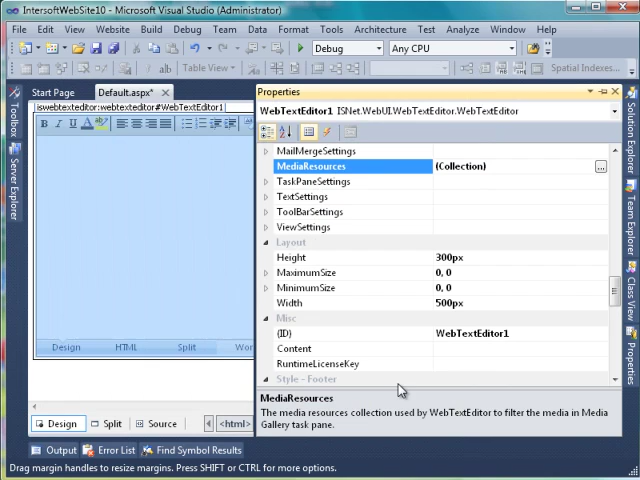 IntersoftWebSite10 - Microsoft Visual Studio (Administrator)
File Edit View Website Build Debug Team Data Format Tools Architecture Test Analyze Window Help
Debug Any CPU
Table View Spatial Indexes...
Start Page Default.aspx*
iswebtexteditor:webtexteditor#WebTextEditor1
B I U A ab
Design HTML Split Wor
Design Split Source <html>
Toolbox
Server Explorer
Properties
WebTextEditor1 ISNet.WebUI.WebTextEditor.WebTextEditor
MailMergeSettings
MediaResources (Collection) ...
TaskPaneSettings
TextSettings
ToolBarSettings
ViewSettings
Layout
Height 300px
MaximumSize 0, 0
MinimumSize 0, 0
Width 500px
Misc
(ID) WebTextEditor1
Content
RuntimeLicenseKey
Style - Footer
MediaResources
The media resources collection used by WebTextEditor to filter the media in Media
Gallery task pane.
Solution Explorer
Team Explorer
Class View
Properties
Output Error List Find Symbol Results
Drag margin handles to resize margins. Press SHIFT or CTRL for more options.